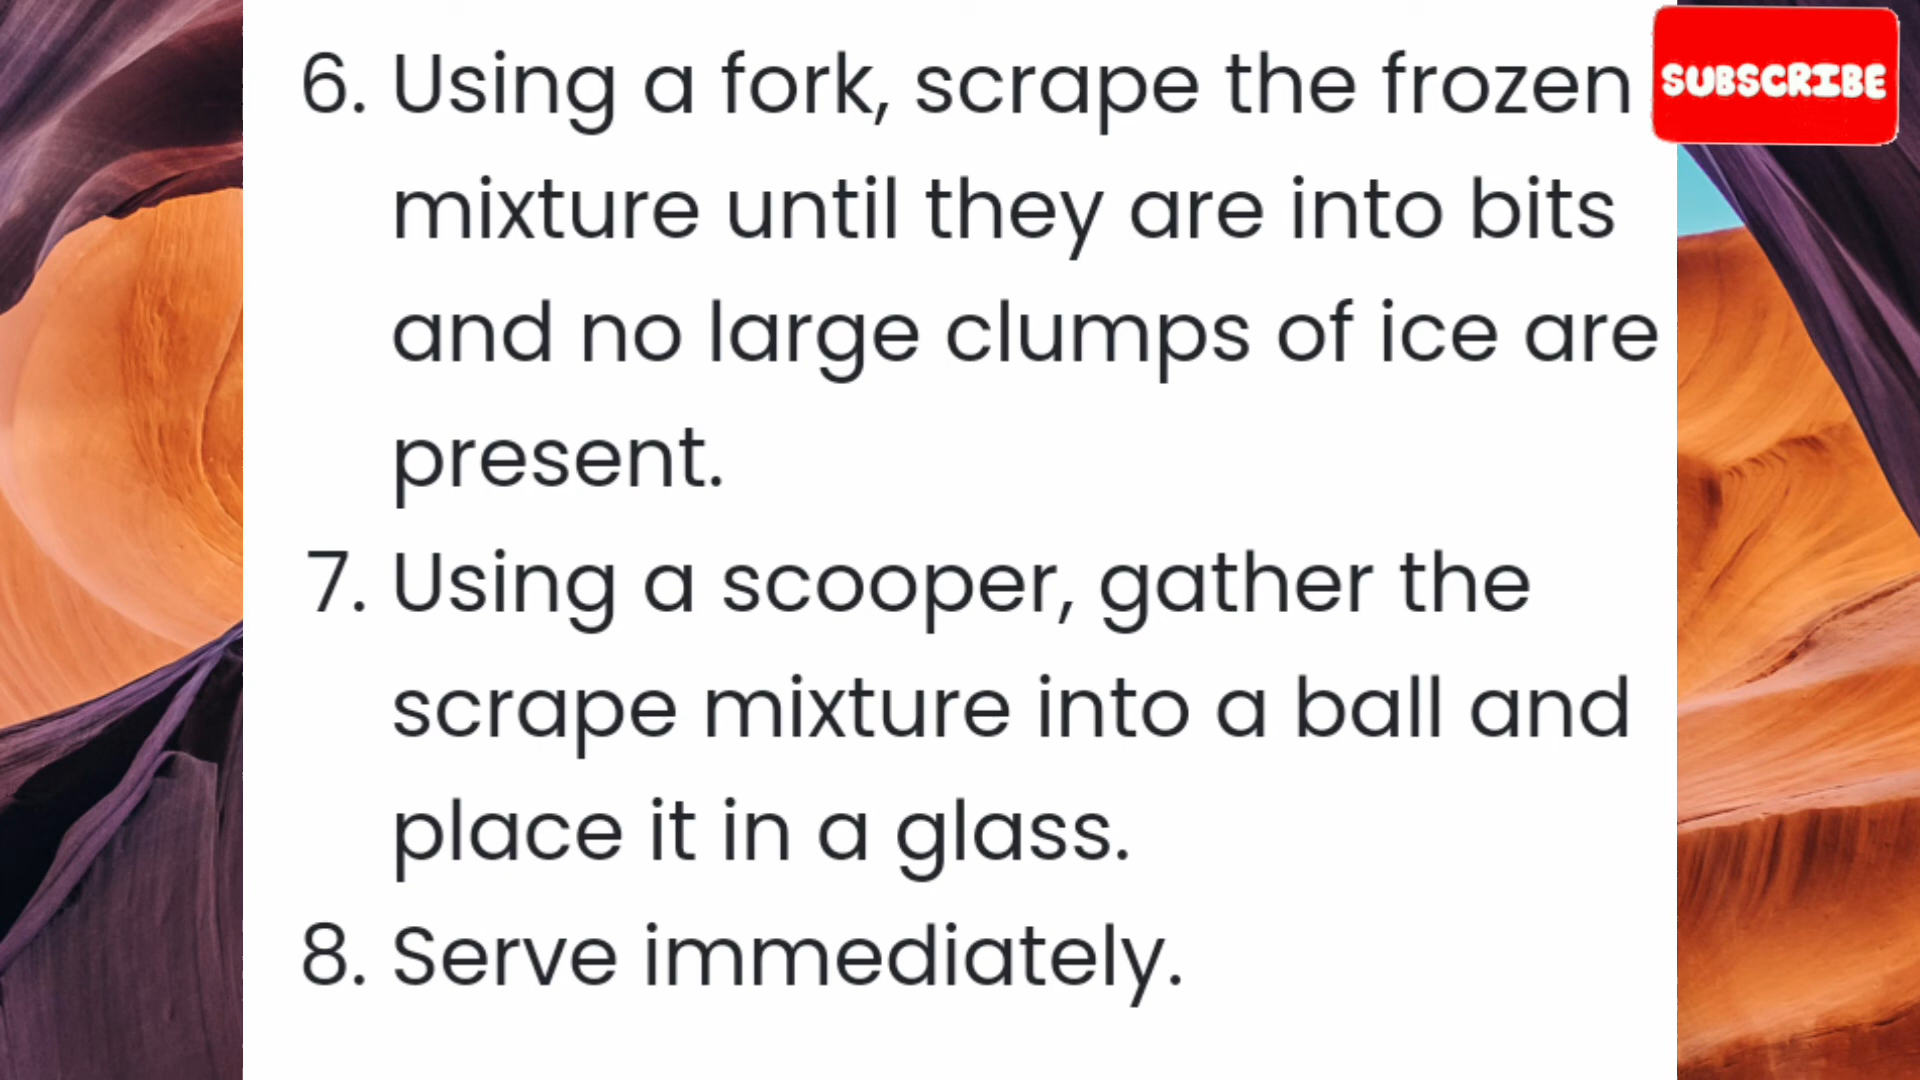 6. Using a fork, scrape the frozen
SUBSCRIBE
mixture until they are into bits
and no large clumps of ice are
present.
7. Using a scooper, gather the
scrape mixture into a ball and
place it in a glass.
8. Serve immediately.